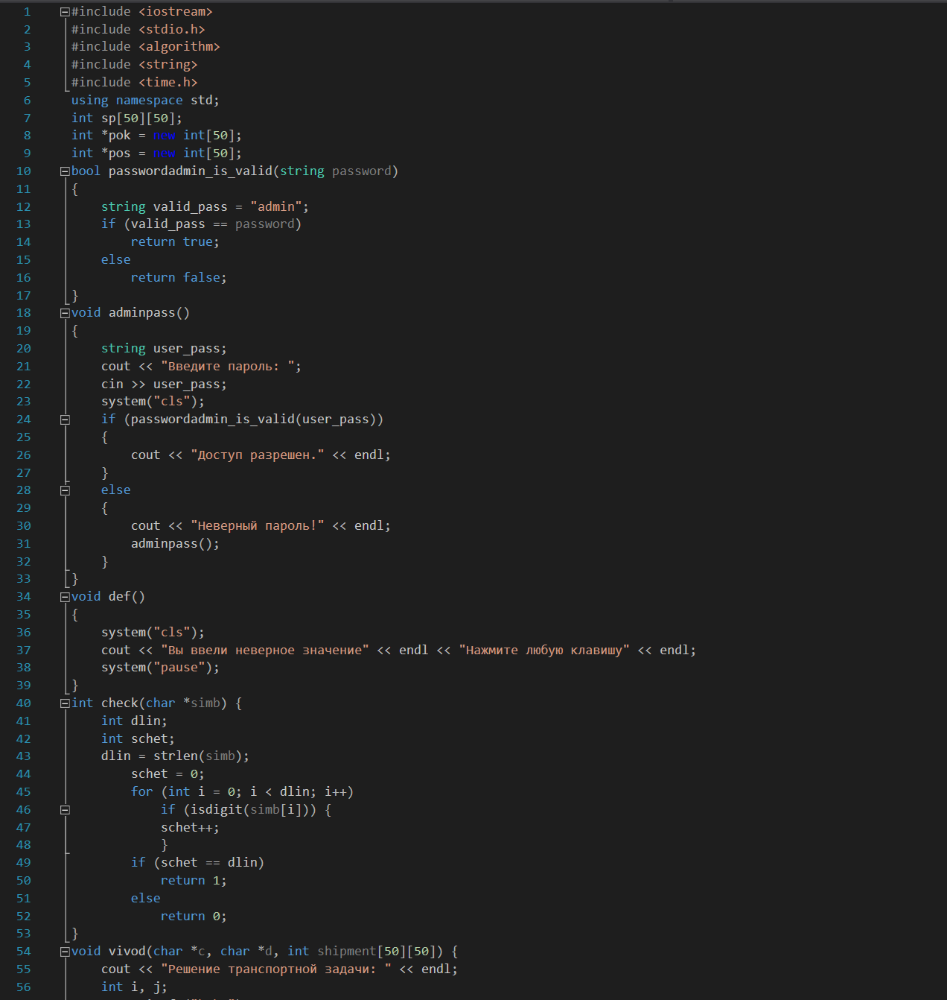 1 #include <iostream>
2 #include <stdio.h>
3 #include <algorithm>
4 #include <string>
5 #include <time.h>
6 using namespace std;
7 int sp[50][50];
8 int *pok = new int[50];
9 int *pos = new int[50];
10 bool passwordadmin_is_valid(string password)
11 {
12     string valid_pass = "admin";
13     if (valid_pass == password)
14         return true;
15     else
16         return false;
17 }
18 void adminpass()
19 {
20     string user_pass;
21     cout << "Введите пароль: ";
22     cin >> user_pass;
23     system("cls");
24     if (passwordadmin_is_valid(user_pass))
25     {
26         cout << "Доступ разрешен." << endl;
27     }
28     else
29     {
30         cout << "Неверный пароль!" << endl;
31         adminpass();
32     }
33 }
34 void def()
35 {
36     system("cls");
37     cout << "Вы ввели неверное значение" << endl << "Нажмите любую клавишу" << endl;
38     system("pause");
39 }
40 int check(char *simb) {
41     int dlin;
42     int schet;
43     dlin = strlen(simb);
44         schet = 0;
45         for (int i = 0; i < dlin; i++)
46             if (isdigit(simb[i])) {
47             schet++;
48             }
49         if (schet == dlin)
50             return 1;
51         else
52             return 0;
53 }
54 void vivod(char *c, char *d, int shipment[50][50]) {
55     cout << "Решение транспортной задачи: " << endl;
56     int i, j;